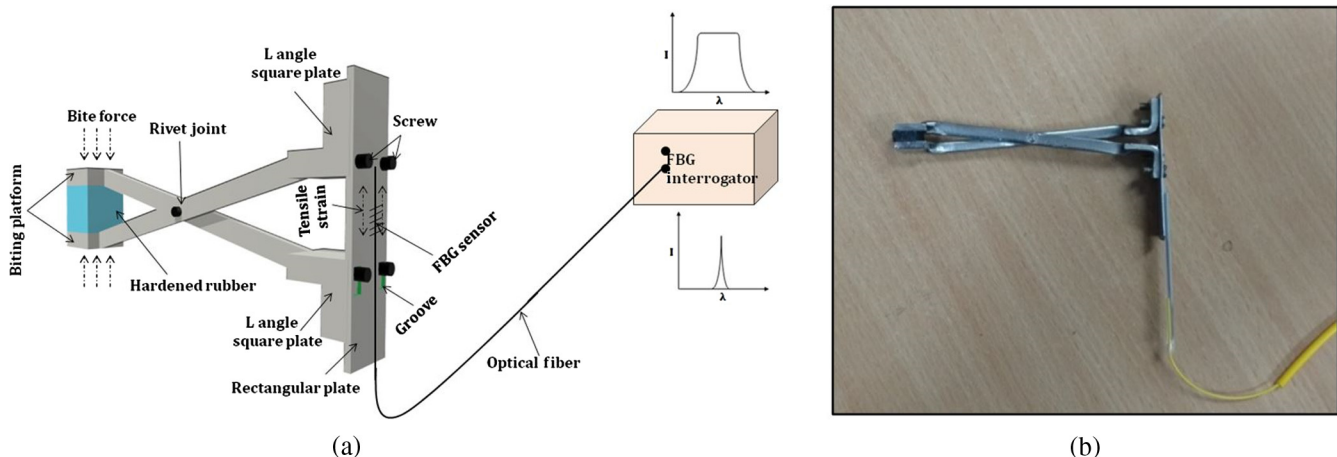 I
λ
L angle
square plate
Bite force
Rivet joint
Screw
FBG
interrogator
Biting platform
Tensile
strain
FBG sensor
Hardened rubber
I
λ
Groove
L angle
square plate
Optical fiber
Rectangular plate
(a)
(b)